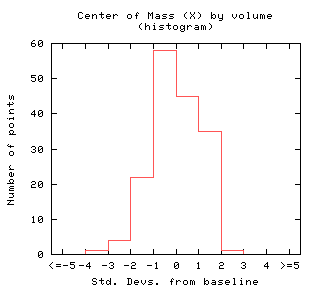 Center of Mass (X) by volume
(histogram)
Number of points
60
50
40
30
20
10
0
<=-5 -4 -3 -2 -1 0 1 2 3 4 >=5
Std. Devs. from baseline